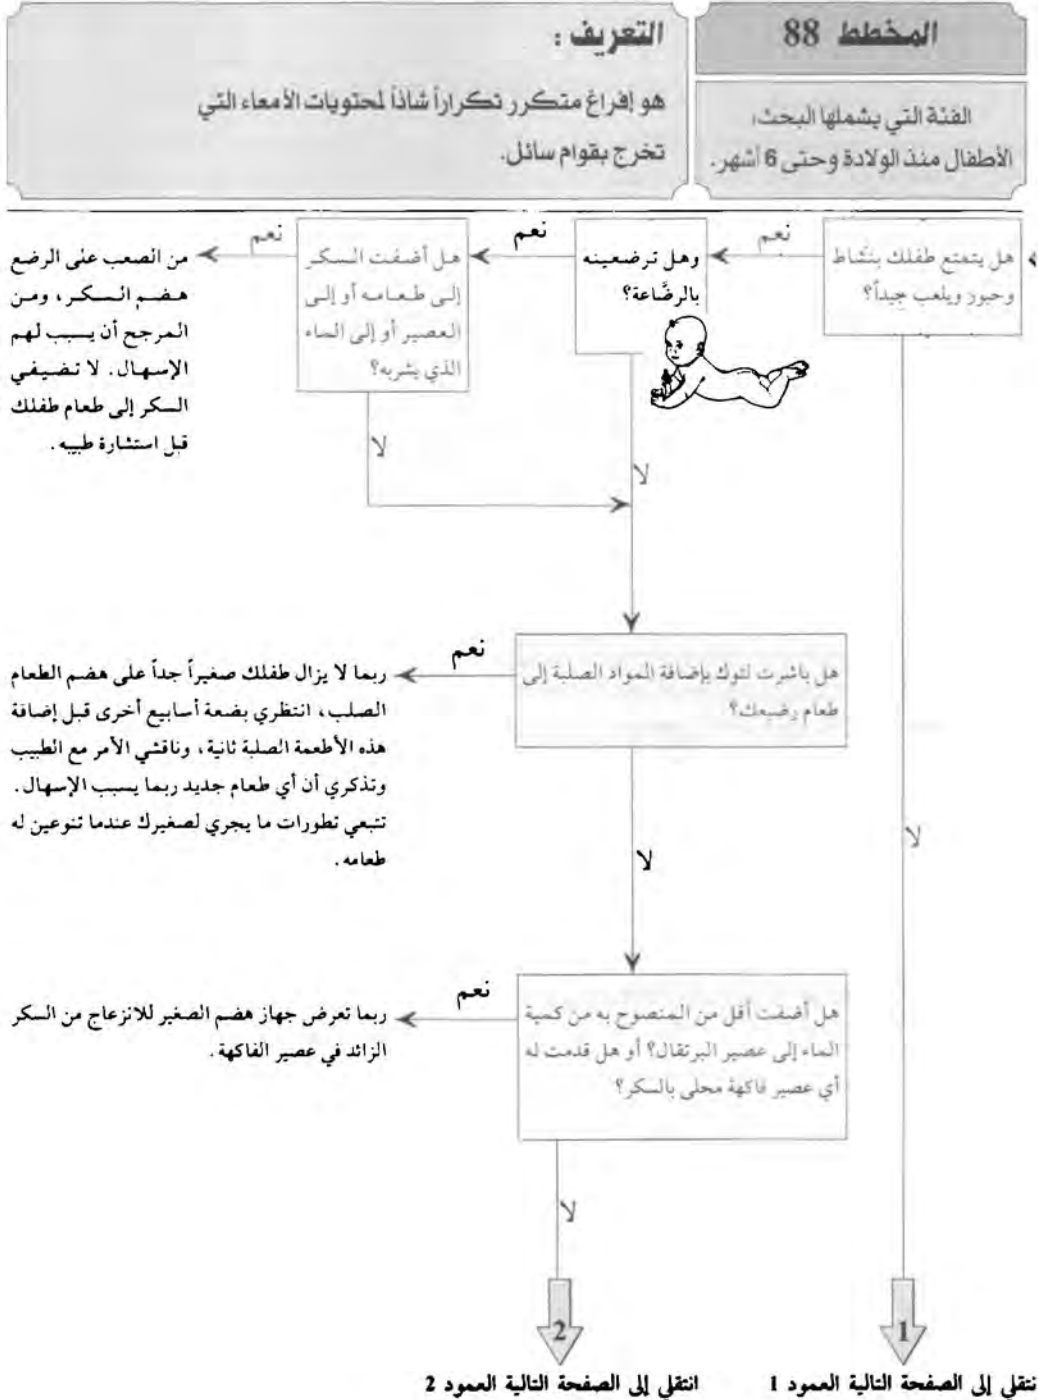 المخطط 88
الفئة التي يشملها البحث:
الأطفال منذ الولادة وحتى 6 أشهر.
التعريف :
هو إفراغ متكرر تكراراً شاذاً لمحتويات الأمعاء التي
تخرج بقوام سائل.
هل يتمتع طفلك بنشاط
وحبور ويلعب جيداً؟
نعم
وهل ترضعينه
بالرضَّاعة؟
نعم
هل أضفت السكر
إلى طعامه أو إلى
العصير أو إلى الماء
الذي يشربه؟
نعم
من الصعب على الرضع
هضم السكر، ومن
المرجح أن يسبب لهم
الإسهال. لا تضيفي
السكر إلى طعام طفلك
قبل استشارة طبيبه.
لا
لا
هل باشرت لتوك بإضافة المواد الصلبة إلى
طعام رضيعك؟
نعم
ربما لا يزال طفلك صغيراً جداً على هضم الطعام
الصلب، انتظري بضعة أسابيع أخرى قبل إضافة
هذه الأطعمة الصلبة ثانية، وناقشي الأمر مع الطبيب
وتذكري أن أي طعام جديد ربما يسبب الإسهال.
تتبعي تطورات ما يجري لصغيرك عندما تنوعين له
طعامه.
لا
لا
هل أضفت أقل من المنصوح به من كمية
الماء إلى عصير البرتقال؟ أو هل قدمت له
أي عصير فاكهة محلى بالسكر؟
نعم
ربما تعرض جهاز هضم الصغير للانزعاج من السكر
الزائد في عصير الفاكهة.
لا
1
2
نتقلي إلى الصفحة التالية العمود 1
انتقلي إلى الصفحة التالية العمود 2